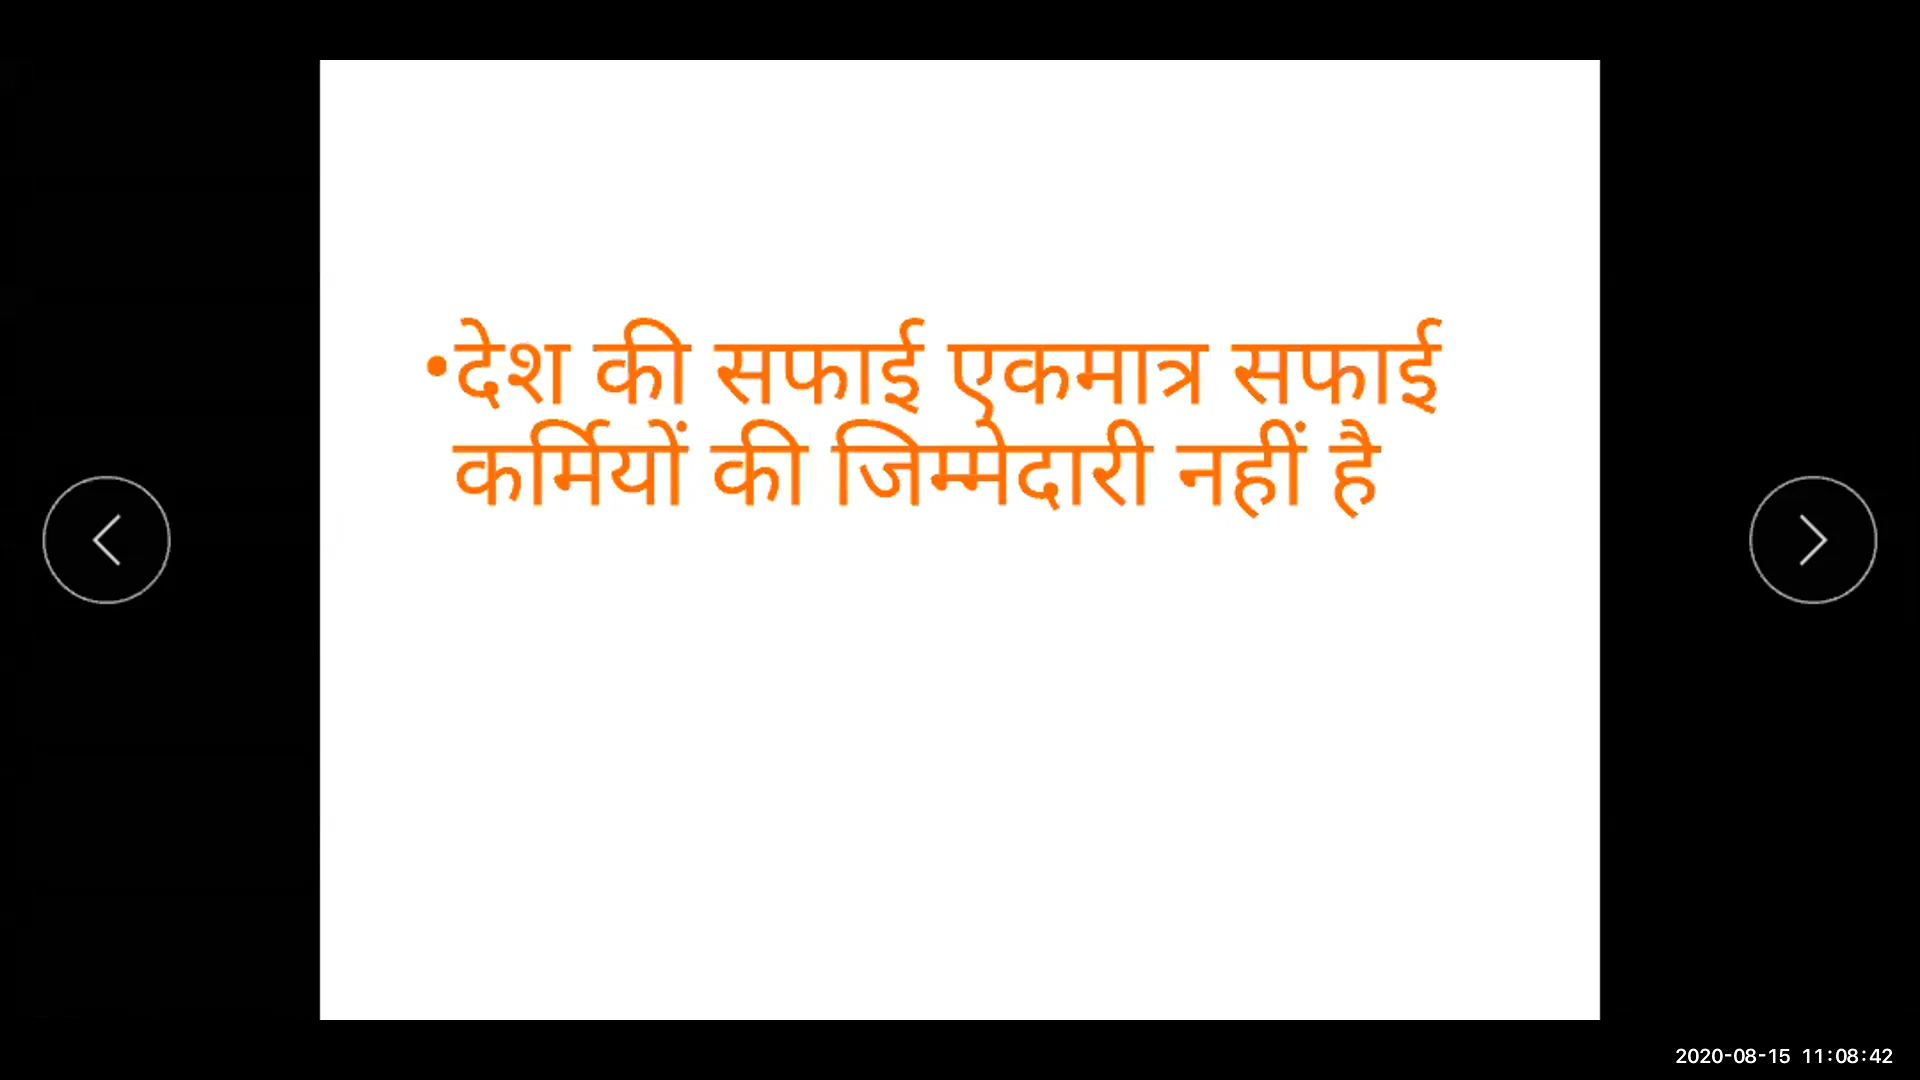 •देश की सफाई एकमात्र सफाई
कर्मियों की जिम्मेदारी नहीं है
2020-08-15 11:08:42